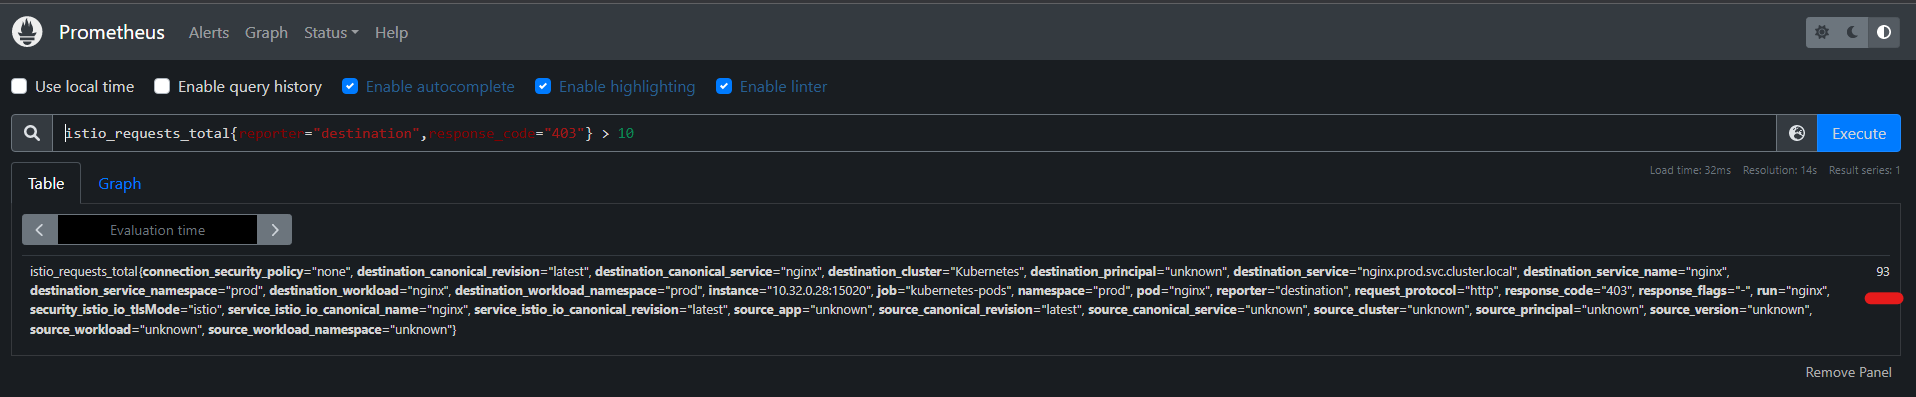 Prometheus Alerts Graph Status Help
Use local time Enable query history Enable autocomplete Enable highlighting Enable linter
istio_requests_total{reporter="destination",response_code="403"} > 10
Execute
Table Graph
Load time: 32ms Resolution: 14s Result series: 1
Evaluation time
istio_requests_total{connection_security_policy="none", destination_canonical_revision="latest", destination_canonical_service="nginx", destination_cluster="Kubernetes", destination_principal="unknown", destination_service="nginx.prod.svc.cluster.local", destination_service_name="nginx", 93
destination_service_namespace="prod", destination_workload="nginx", destination_workload_namespace="prod", instance="10.32.0.28:15020", job="kubernetes-pods", namespace="prod", pod="nginx", reporter="destination", request_protocol="http", response_code="403", response_flags="-", run="nginx",
security_istio_io_tlsMode="istio", service_istio_io_canonical_name="nginx", service_istio_io_canonical_revision="latest", source_app="unknown", source_canonical_revision="latest", source_canonical_service="unknown", source_cluster="unknown", source_principal="unknown", source_version="unknown",
source_workload="unknown", source_workload_namespace="unknown"}
Remove Panel